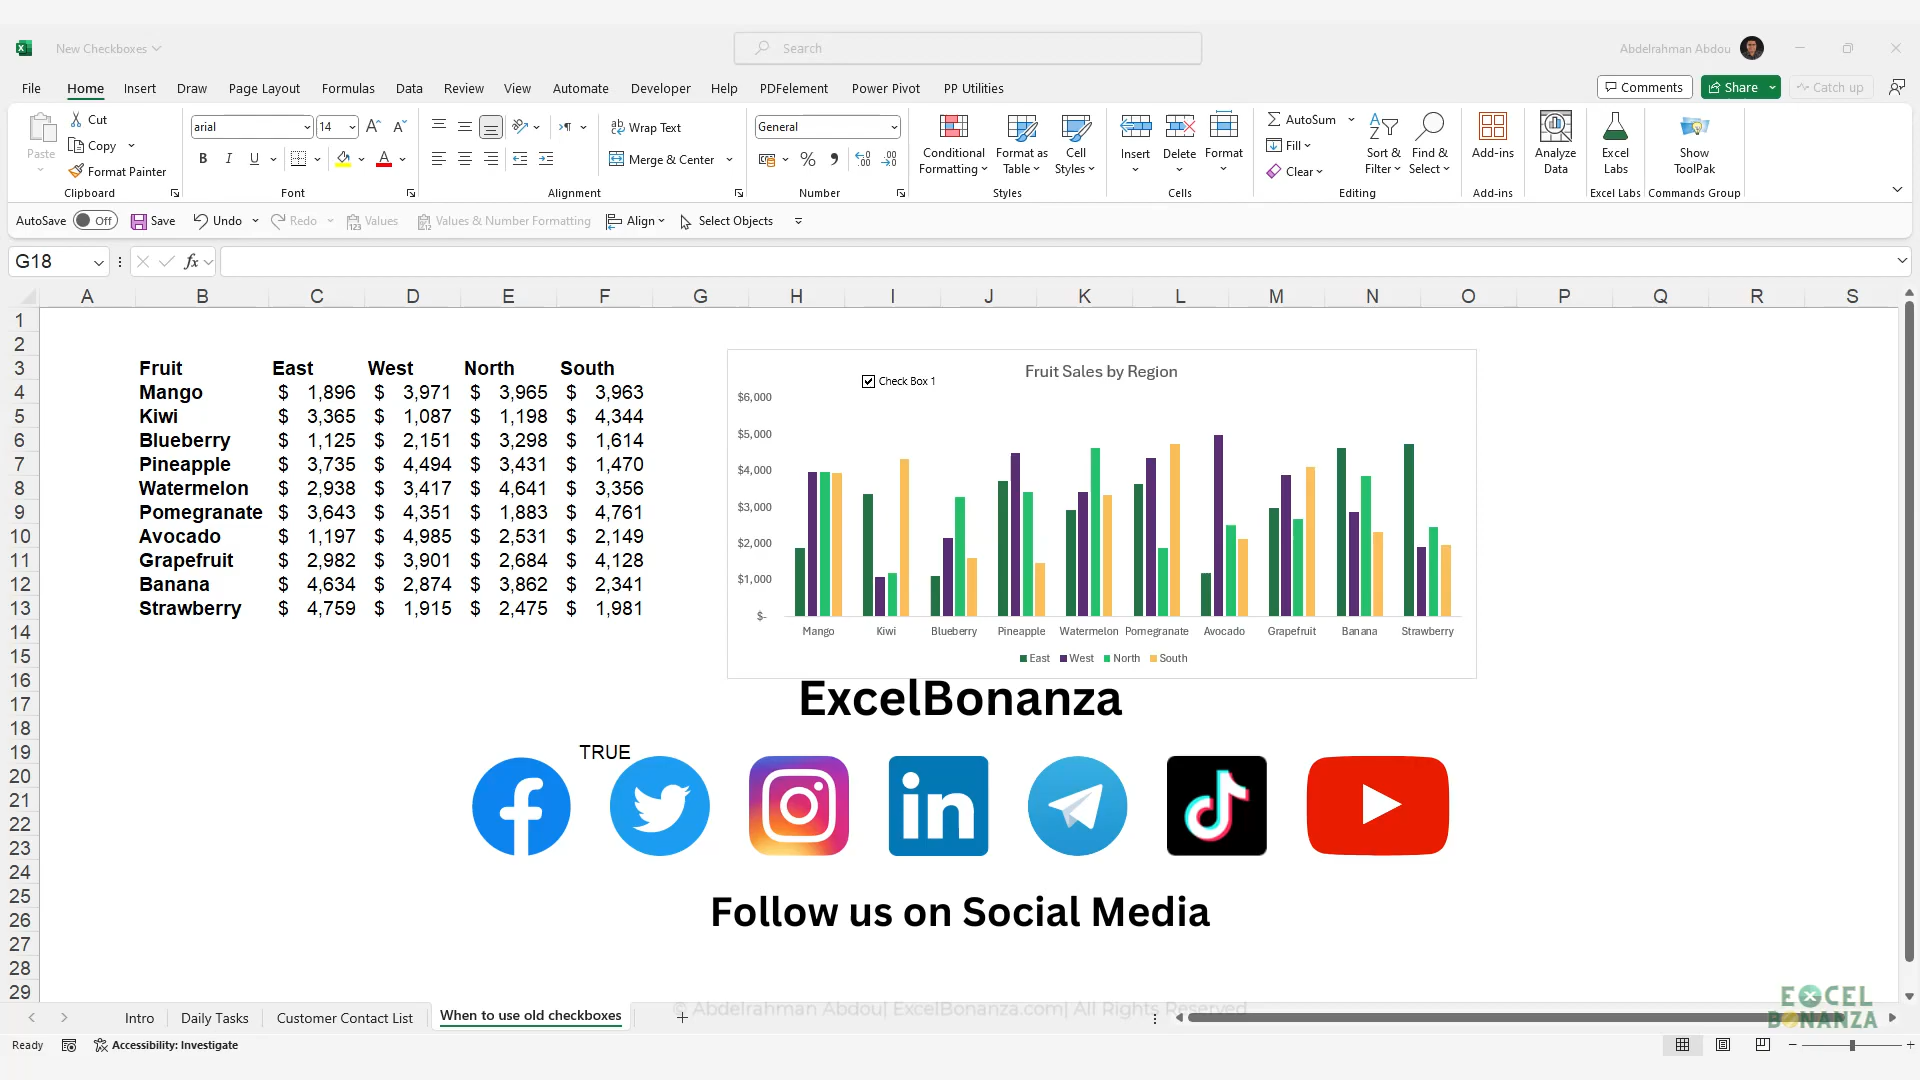 New Checkboxes
Search
Abdelrahman Abdou
File Home Insert Draw Page Layout Formulas Data Review View Automate Developer Help PDFelement Power Pivot PP Utilities
Comments Share Catch up
Paste
Cut
Copy
Format Painter
Clipboard
arial 14
B I U
Font
Wrap Text
Merge & Center
Alignment
General
Number
Conditional Formatting
Format as Table
Cell Styles
Styles
Insert Delete Format
Cells
AutoSum
Fill
Clear
Sort & Filter
Find & Select
Editing
Add-ins
Add-ins
Analyze Data
Excel Labs
Excel Labs
Show ToolPak
Commands Group
AutoSave Off Save Undo Redo Values Values & Number Formatting Align Select Objects
G18 fx
A B C D E F G H I J K L M N O P Q R S
1
2
3 Fruit East West North South
4 Mango $ 1,896 $ 3,971 $ 3,965 $ 3,963
5 Kiwi $ 3,365 $ 1,087 $ 1,198 $ 4,344
6 Blueberry $ 1,125 $ 2,151 $ 3,298 $ 1,614
7 Pineapple $ 3,735 $ 4,494 $ 3,431 $ 1,470
8 Watermelon $ 2,938 $ 3,417 $ 4,641 $ 3,356
9 Pomegranate $ 3,643 $ 4,351 $ 1,883 $ 4,761
10 Avocado $ 1,197 $ 4,985 $ 2,531 $ 2,149
11 Grapefruit $ 2,982 $ 3,901 $ 2,684 $ 4,128
12 Banana $ 4,634 $ 2,874 $ 3,862 $ 2,341
13 Strawberry $ 4,759 $ 1,915 $ 2,475 $ 1,981
14
15
16
17
18
19 TRUE
20
21
22
23
24
25
26
27
28
29
Fruit Sales by Region
Check Box 1
$6,000
$5,000
$4,000
$3,000
$2,000
$1,000
$-
Mango Kiwi Blueberry Pineapple Watermelon Pomegranate Avocado Grapefruit Banana Strawberry
East West North South
ExcelBonanza
in
Follow us on Social Media
EXCEL
BONANZA
Intro Daily Tasks Customer Contact List When to use old checkboxes
© Abdelrahman Abdou| ExcelBonanza.com| All Rights Reserved
Ready Accessibility: Investigate